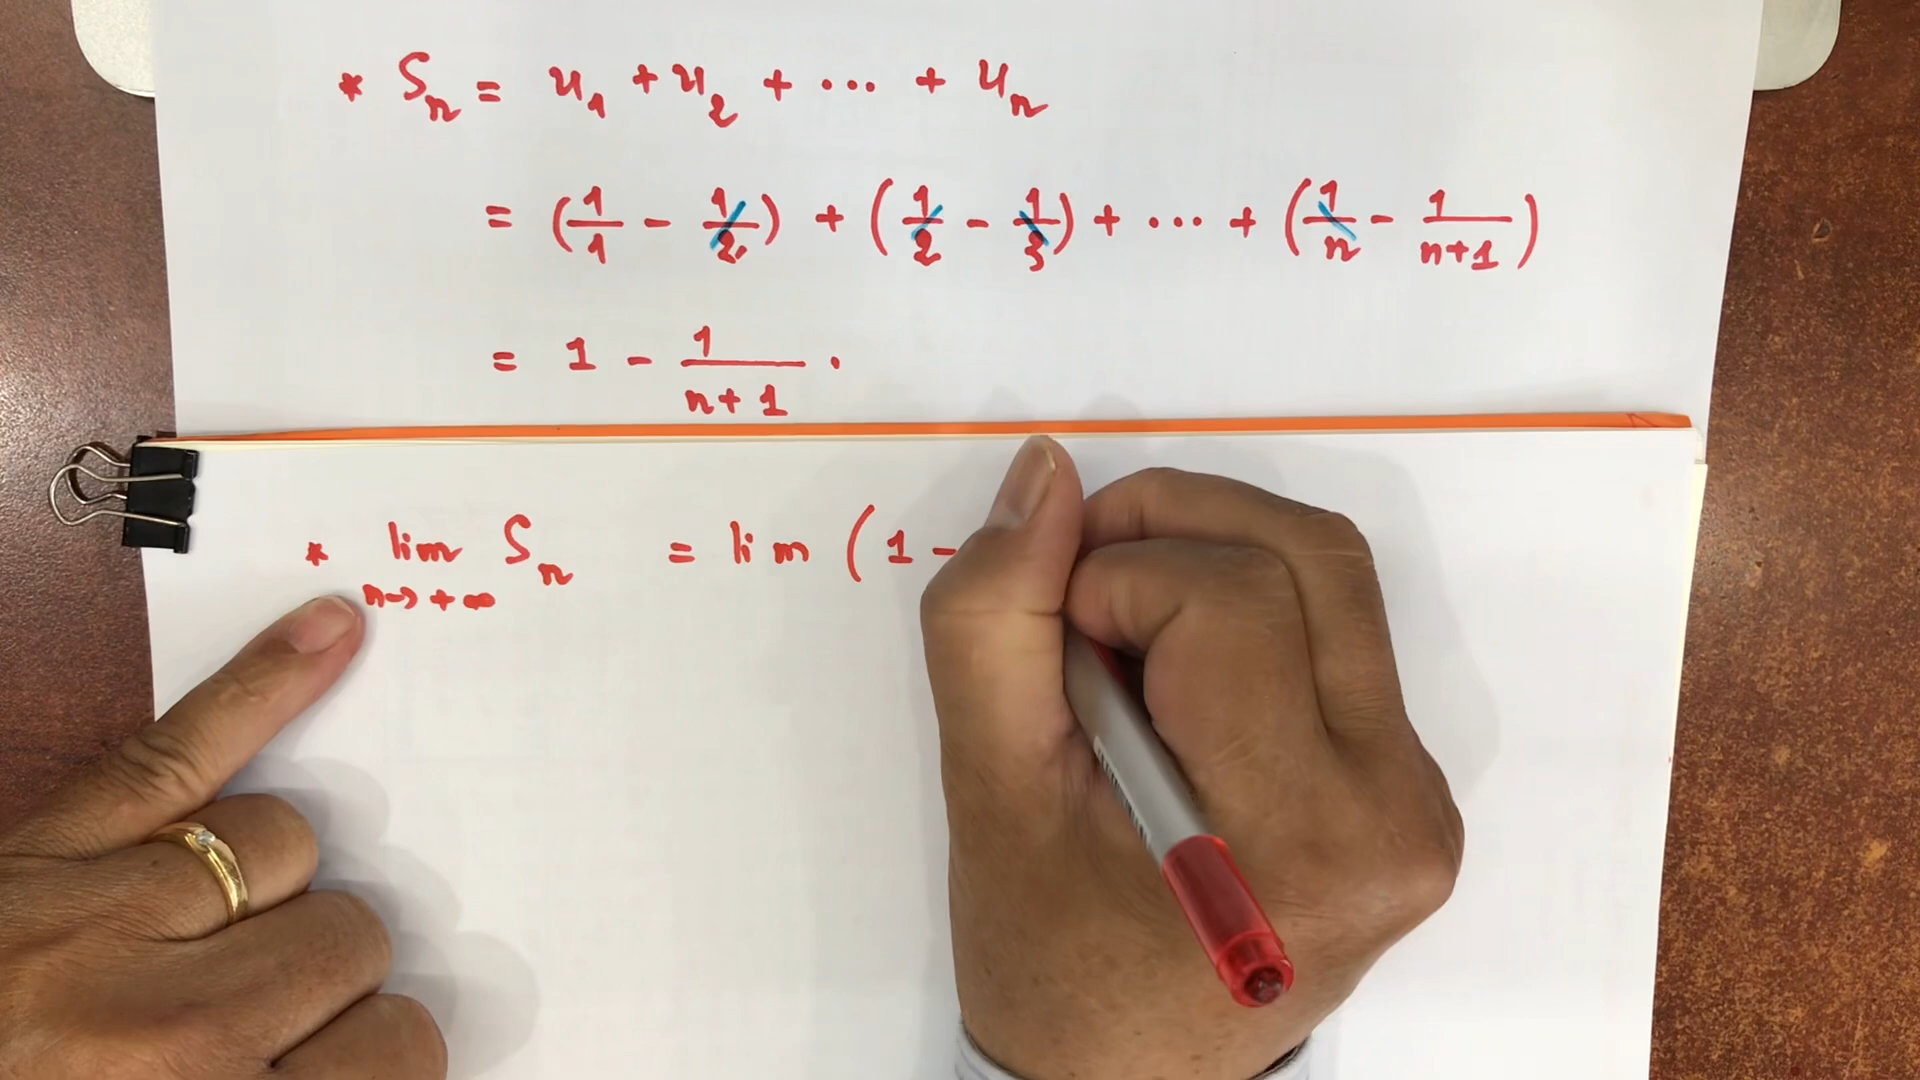 * Sₙ = u₁ + u₂ + ... + uₙ
= (1/1 - 1/2) + (1/2 - 1/3) + ... + (1/n - 1/(n+1))
= 1 - 1/(n+1) .
* lim n→+∞ Sₙ = lim (1 -